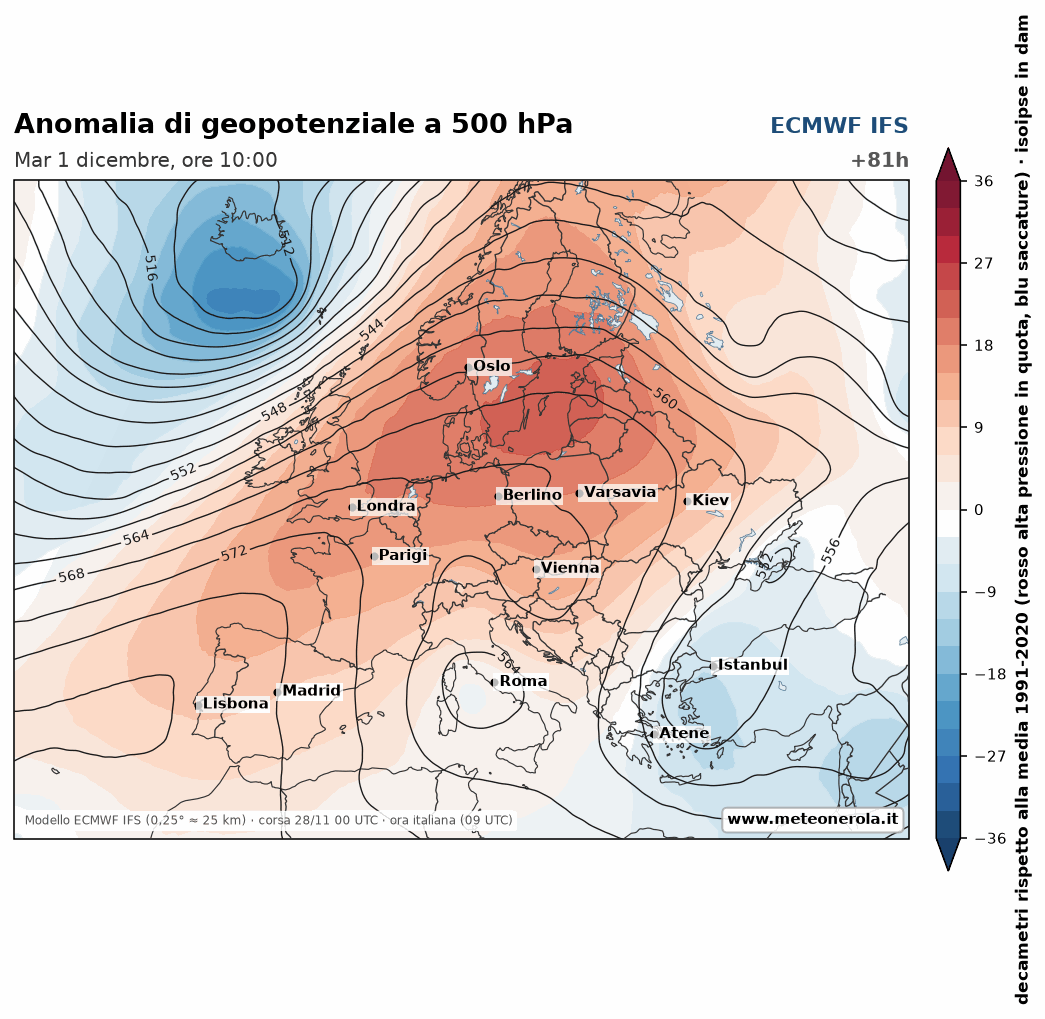 Anomalia di geopotenziale a 500 hPa
ECMWF IFS
Mar 1 dicembre, ore 10:00
+81h
512
516
544
Oslo
560
548
552
Londra
Berlino
Varsavia
Kiev
564
572
Parigi
556
552
568
Vienna
564
Istanbul
Roma
Madrid
Lisbona
Atene
Modello ECMWF IFS (0,25° ≈ 25 km) · corsa 28/11 00 UTC · ora italiana (09 UTC)
www.meteonerola.it
36
27
18
9
0
−9
−18
−27
−36
decametri rispetto alla media 1991-2020 (rosso alta pressione in quota, blu saccature) · isoipse in dam